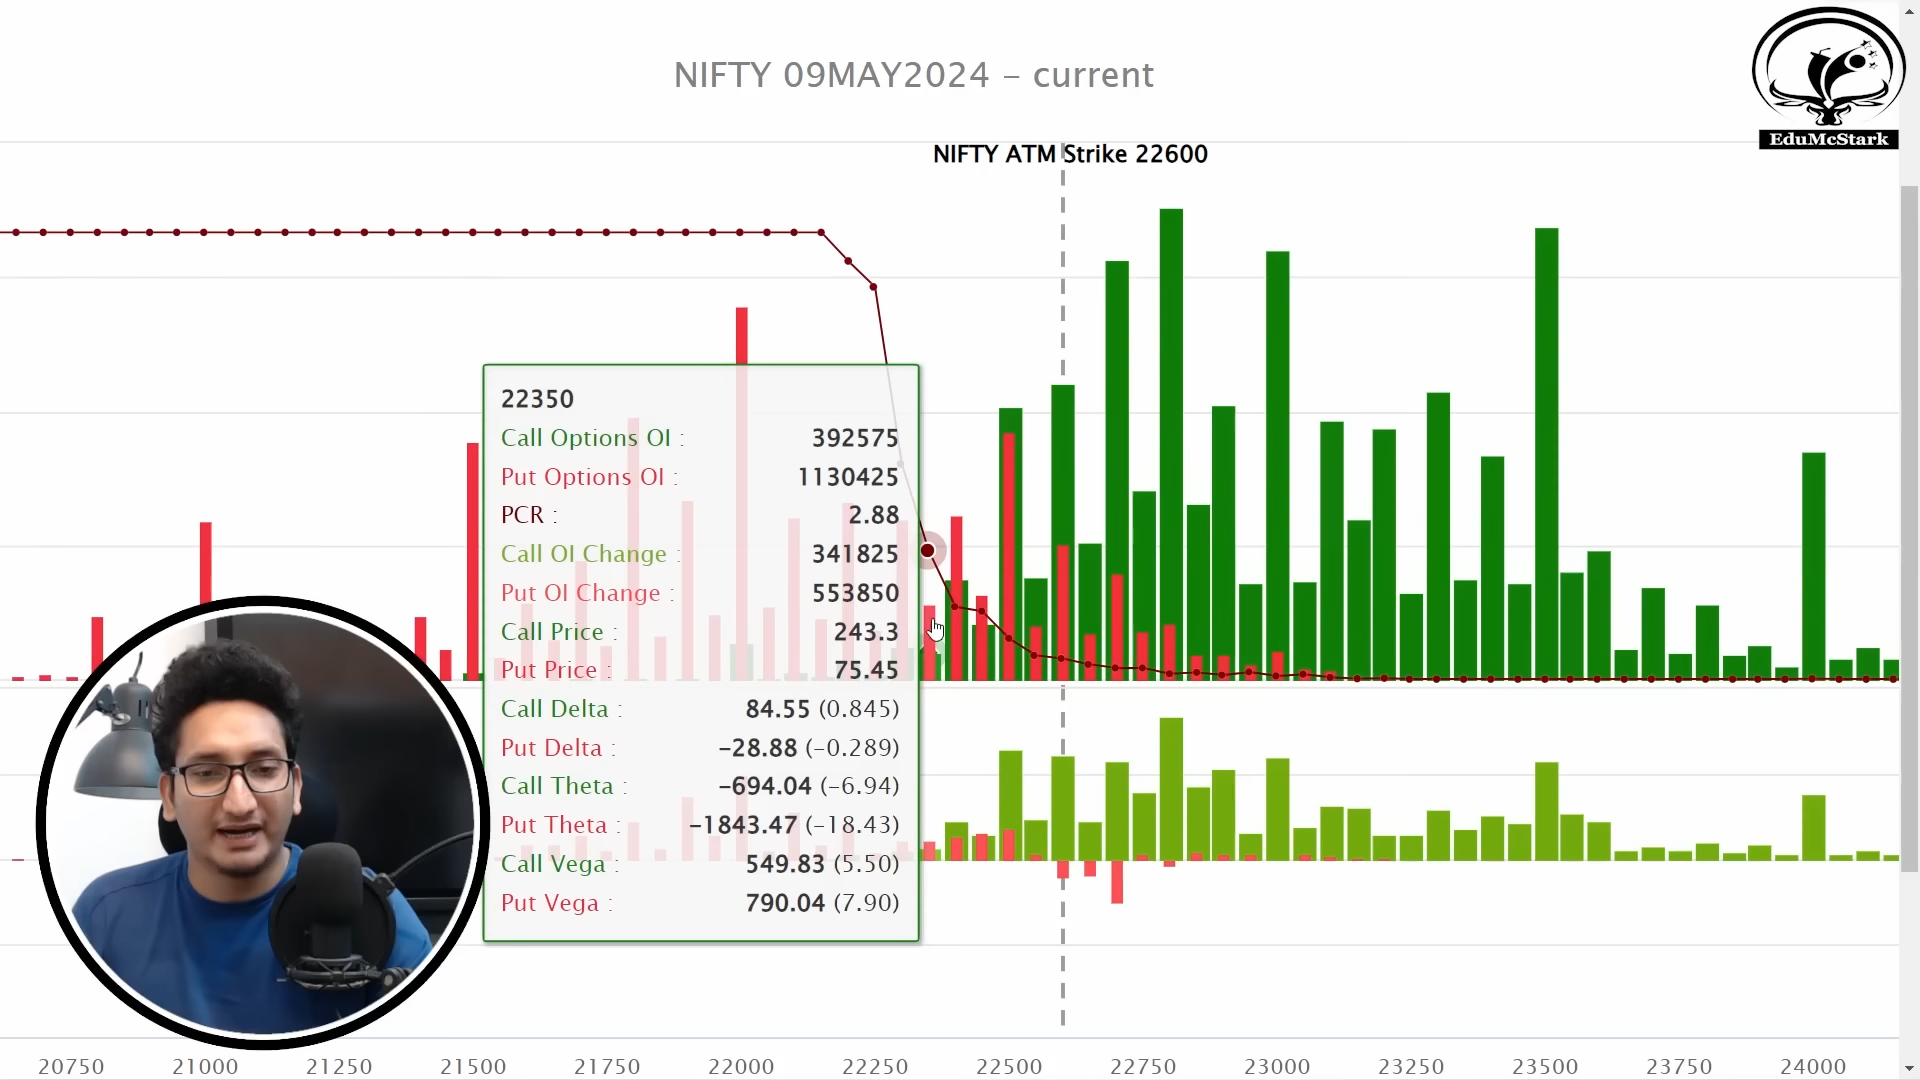 NIFTY 09MAY2024 – current
EduMcStark
NIFTY ATM Strike 22600
22350
Call Options OI : 392575
Put Options OI : 1130425
PCR : 2.88
Call OI Change : 341825
Put OI Change : 553850
Call Price : 243.3
Put Price : 75.45
Call Delta : 84.55 (0.845)
Put Delta : -28.88 (-0.289)
Call Theta : -694.04 (-6.94)
Put Theta : -1843.47 (-18.43)
Call Vega : 549.83 (5.50)
Put Vega : 790.04 (7.90)
20750 21000 21250 21500 21750 22000 22250 22500 22750 23000 23250 23500 23750 24000